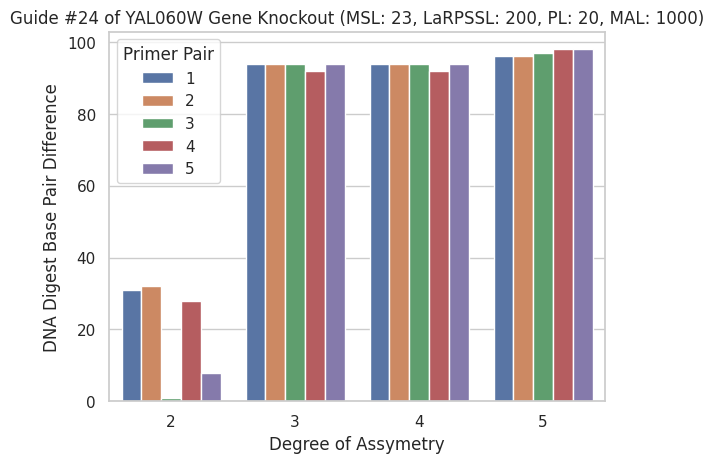 Guide #24 of YAL060W Gene Knockout (MSL: 23, LaRPSSL: 200, PL: 20, MAL: 1000)
100
80
60
40
20
0
DNA Digest Base Pair Difference
Primer Pair
1
2
3
4
5
2 3 4 5
Degree of Assymetry